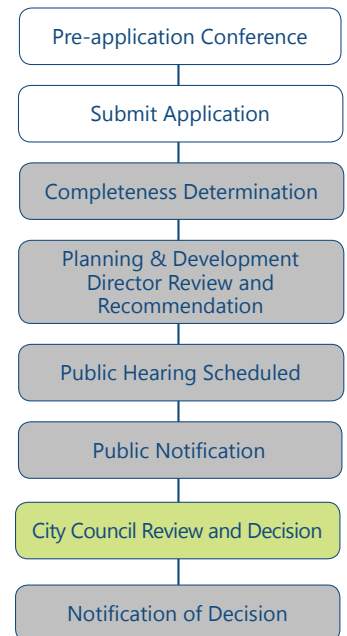 Pre-application Conference
Submit Application
Completeness Determination
Planning & Development
Director Review and
Recommendation
Public Hearing Scheduled
Public Notification
City Council Review and Decision
Notification of Decision